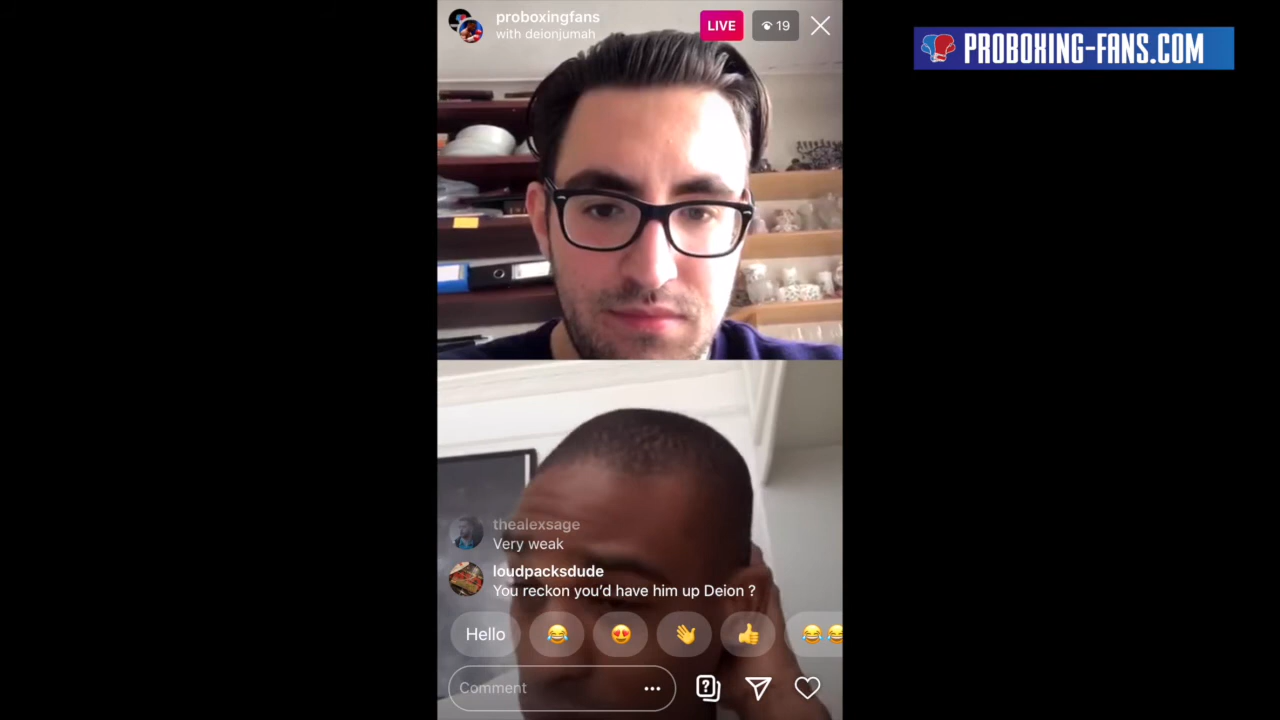 proboxingfans
with deionjumah
LIVE
19
PROBOXING-FANS.COM
thealexsage
Very weak
loudpacksdude
You reckon you’d have him up Deion ?
Hello
Comment